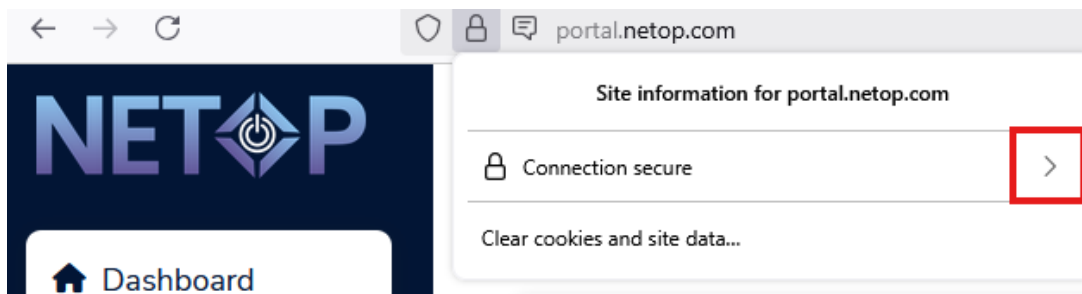 portal.netop.com
NETOP
Site information for portal.netop.com
Connection secure
Clear cookies and site data...
Dashboard